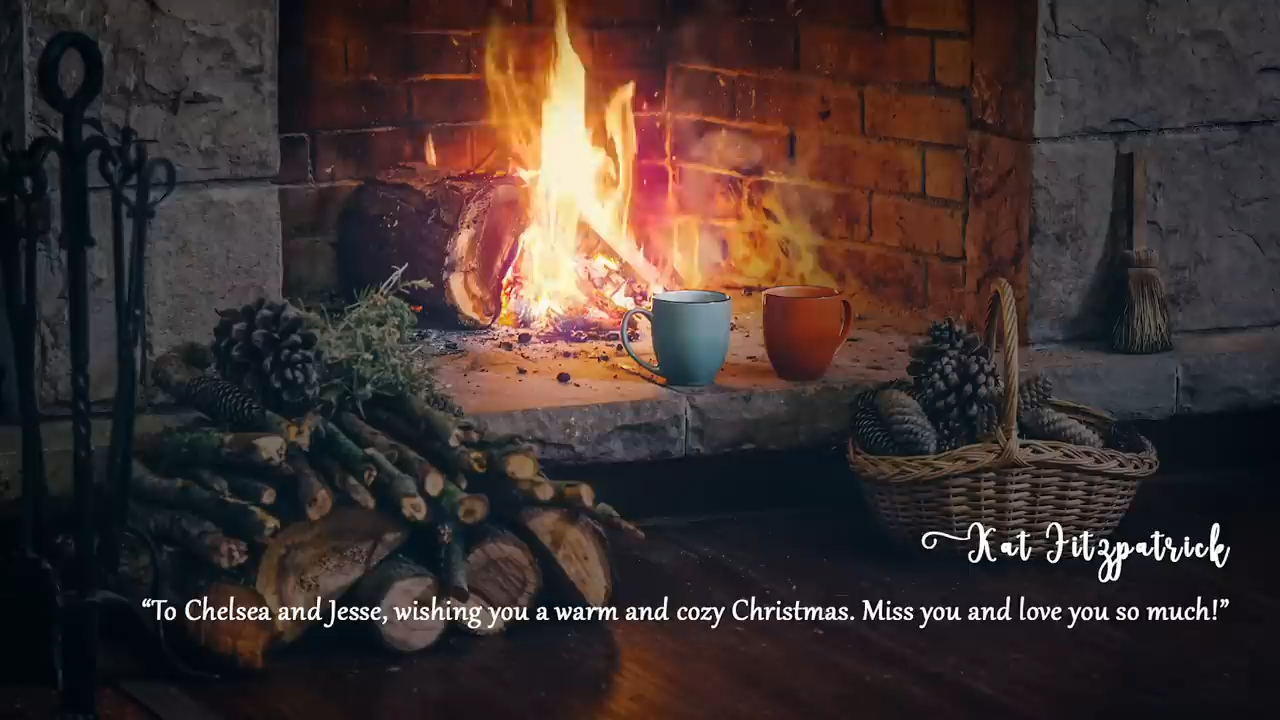 Kat Fitzpatrick
“To Chelsea and Jesse, wishing you a warm and cozy Christmas. Miss you and love you so much!”